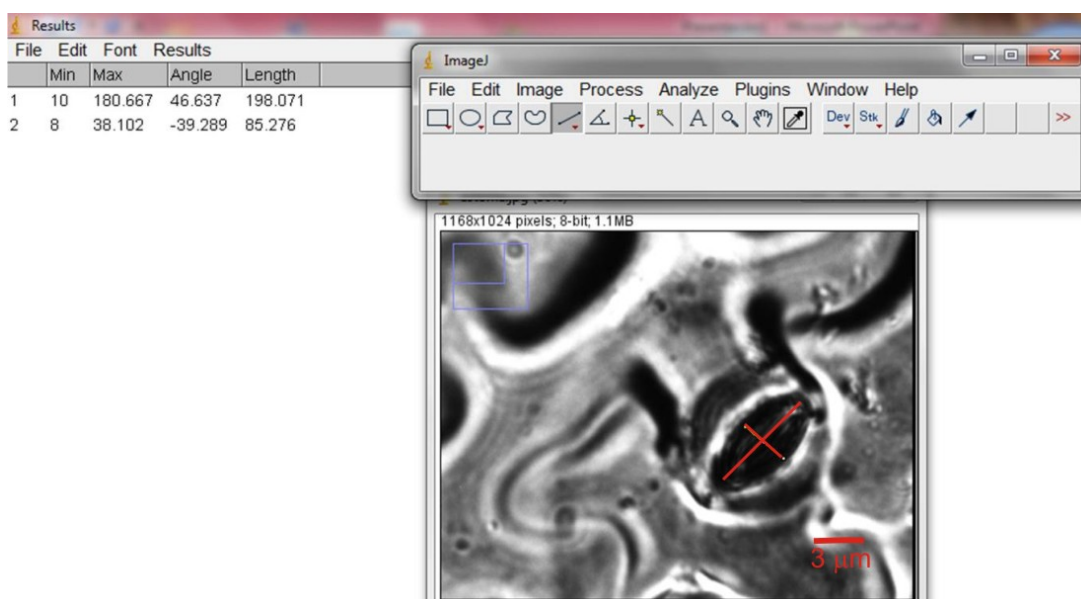 Results
File Edit Font Results
Min Max Angle Length
1 10 180.667 46.637 198.071
2 8 38.102 -39.289 85.276
ImageJ
File Edit Image Process Analyze Plugins Window Help
A Dev Stk >>
1168x1024 pixels; 8-bit; 1.1MB
3 μm